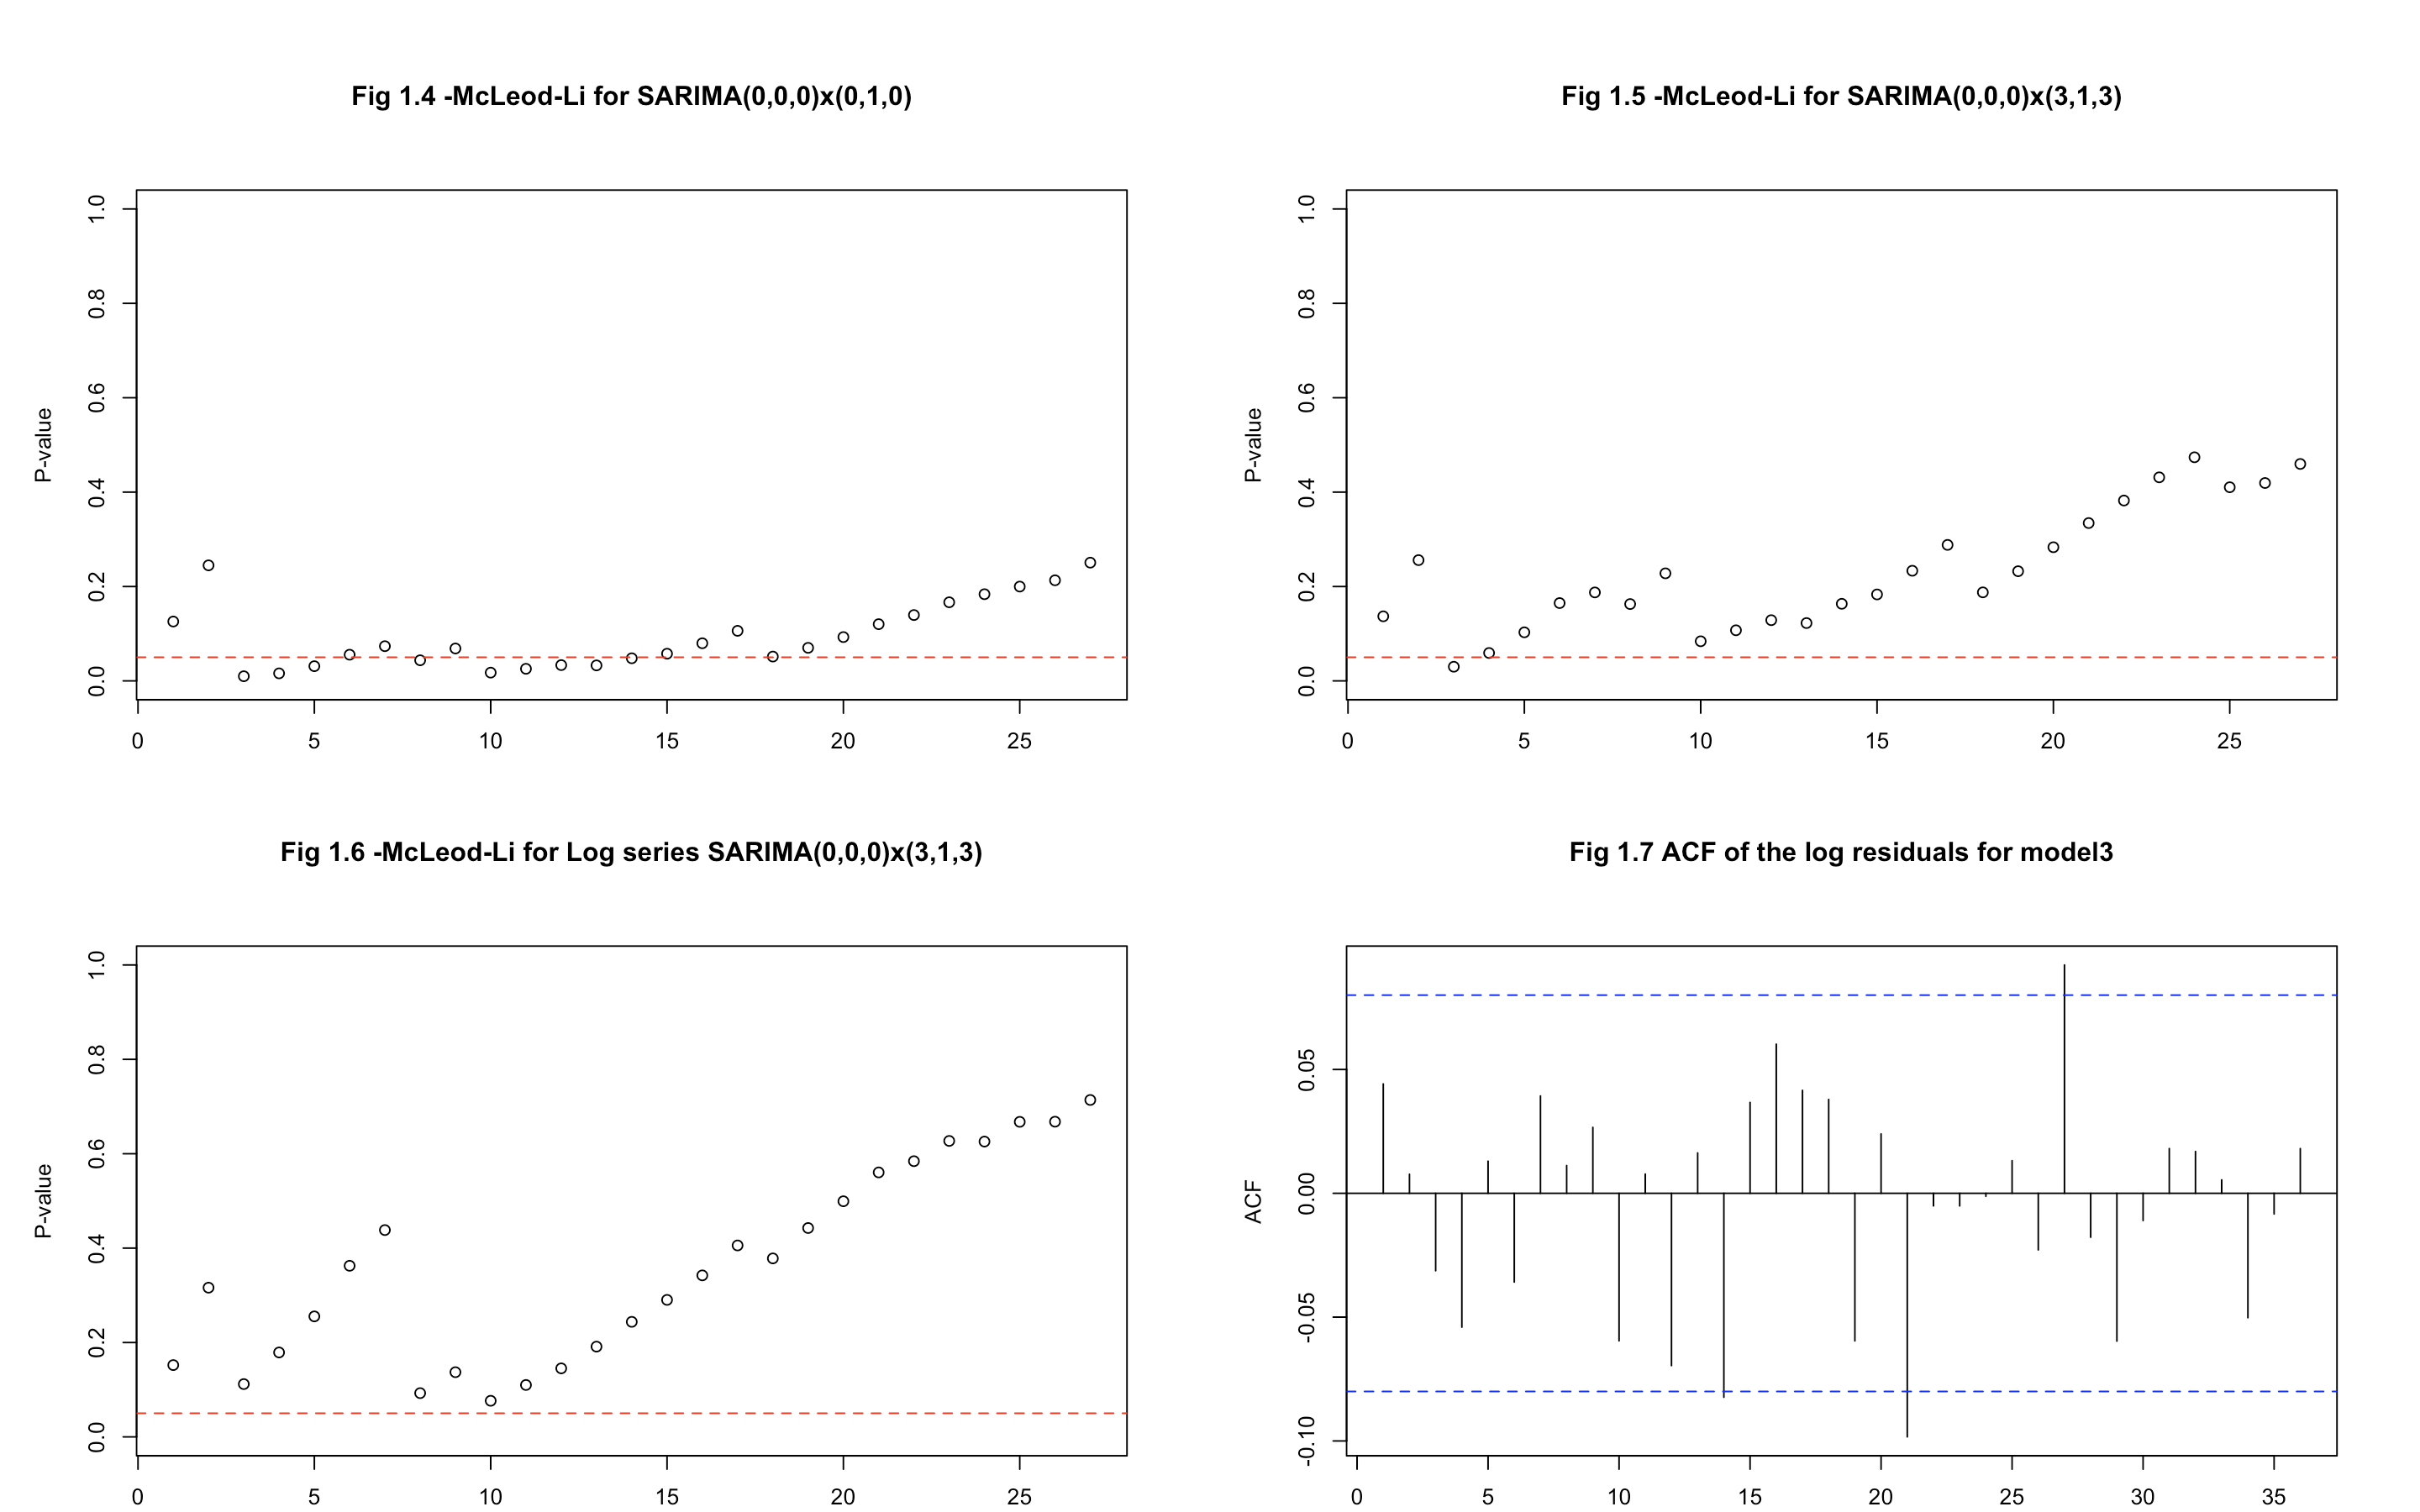 Fig 1.4 -McLeod-Li for SARIMA(0,0,0)x(0,1,0)
P-value
1.0
0.8
0.6
0.4
0.2
0.0
0 5 10 15 20 25
Fig 1.5 -McLeod-Li for SARIMA(0,0,0)x(3,1,3)
P-value
1.0
0.8
0.6
0.4
0.2
0.0
0 5 10 15 20 25
Fig 1.6 -McLeod-Li for Log series SARIMA(0,0,0)x(3,1,3)
P-value
1.0
0.8
0.6
0.4
0.2
0.0
0 5 10 15 20 25
Fig 1.7 ACF of the log residuals for model3
ACF
0.05
0.00
-0.05
-0.10
0 5 10 15 20 25 30 35